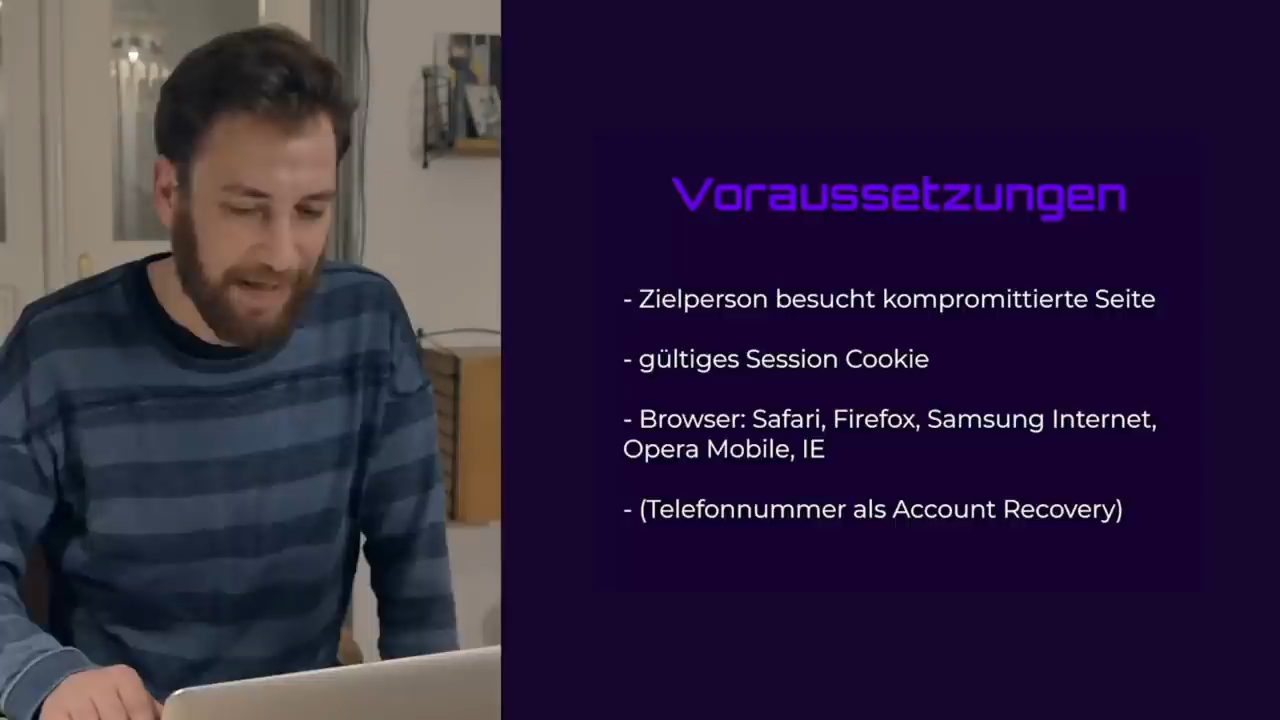 Voraussetzungen
- Zielperson besucht kompromittierte Seite
- gültiges Session Cookie
- Browser: Safari, Firefox, Samsung Internet,
Opera Mobile, IE
- (Telefonnummer als Account Recovery)